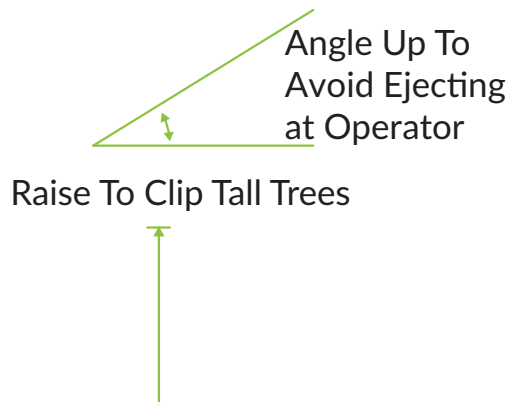 Angle Up To
Avoid Ejecting
at Operator
Raise To Clip Tall Trees